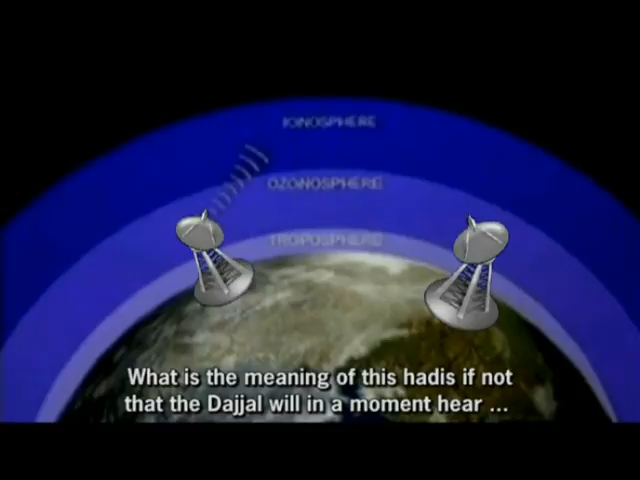 IONOSPHERE
OZONOSPHERE
TROPOSPHERE
What is the meaning of this hadis if not
that the Dajjal will in a moment hear ...